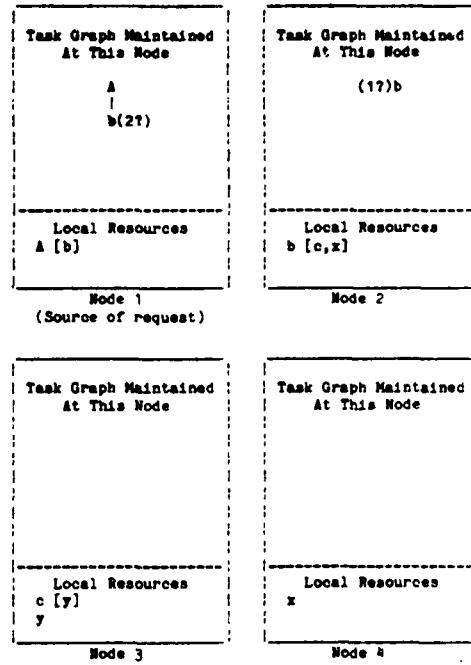 Task Graph Maintained
At This Node
A
|
b(2?)
Local Resources
A [b]
Node 1
(Source of request)
Task Graph Maintained
At This Node
(1?)b
Local Resources
b [c,x]
Node 2
Task Graph Maintained
At This Node
Local Resources
c [y]
y
Node 3
Task Graph Maintained
At This Node
Local Resources
x
Node 4